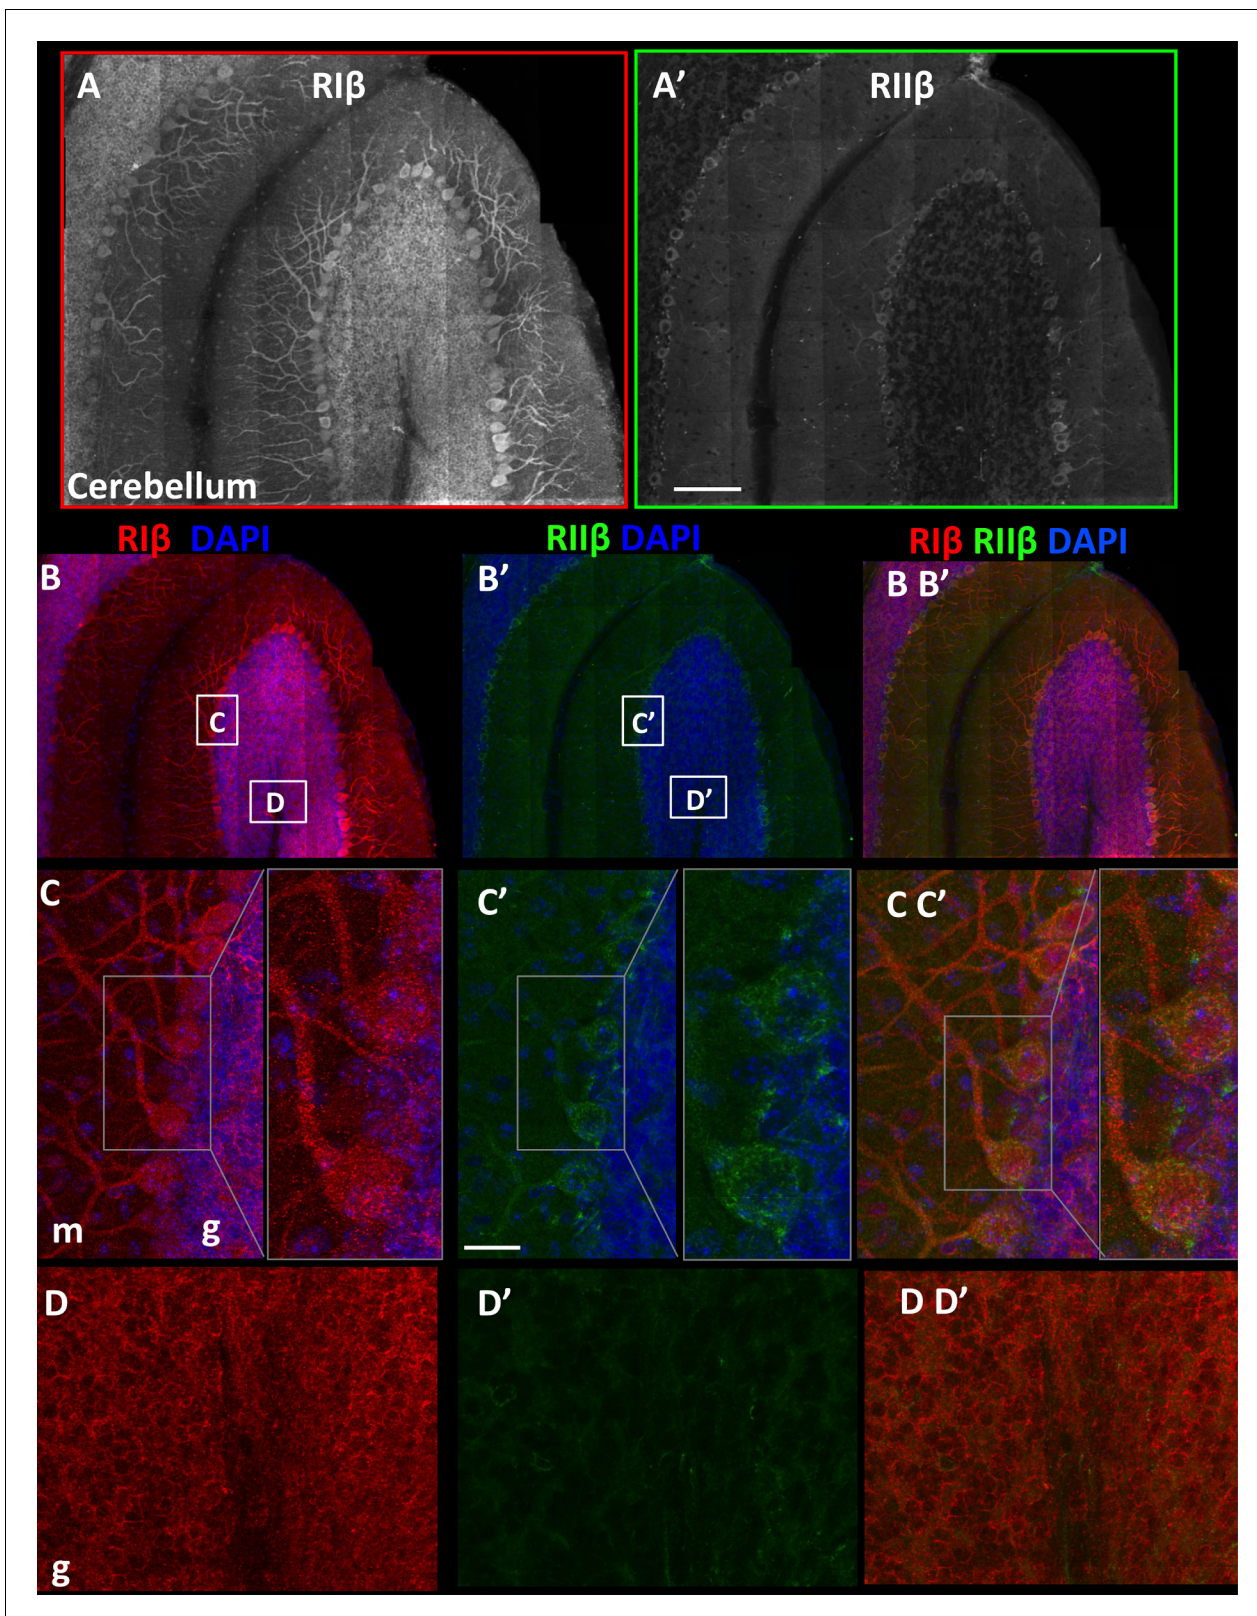 A RIβ
A’ RIIβ
Cerebellum
RIβ DAPI
RIIβ DAPI
RIβ RIIβ DAPI
B
B’
B B’
C
C’
D
D’
C
C’
C C’
m g
D
D’
D D’
g